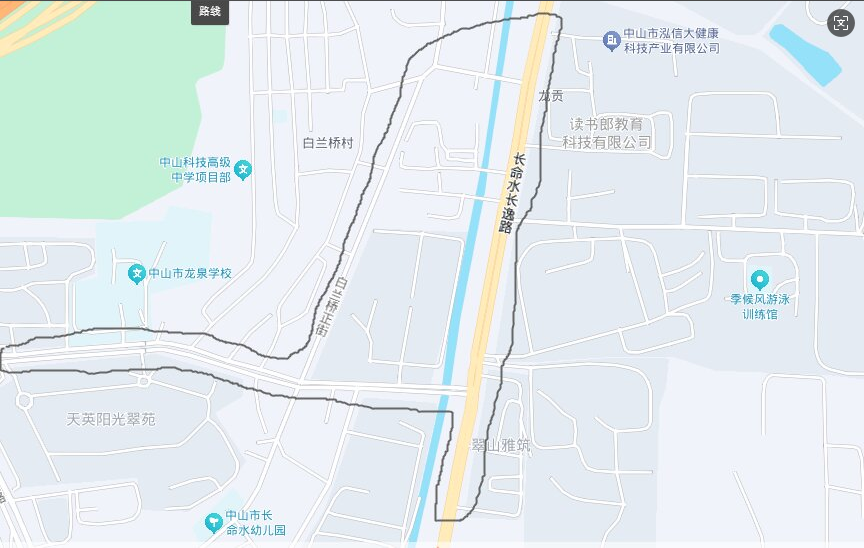 路线
中山市泓信大健康
科技产业有限公司
龙贡
读书郎教育
科技有限公司
白兰桥村
中山科技高级
中学项目部
长命水长逸路
中山市龙泉学校
季候风游泳
训练馆
白兰桥正街
天英阳光翠苑
翠山雅筑
中山市长
命水幼儿园